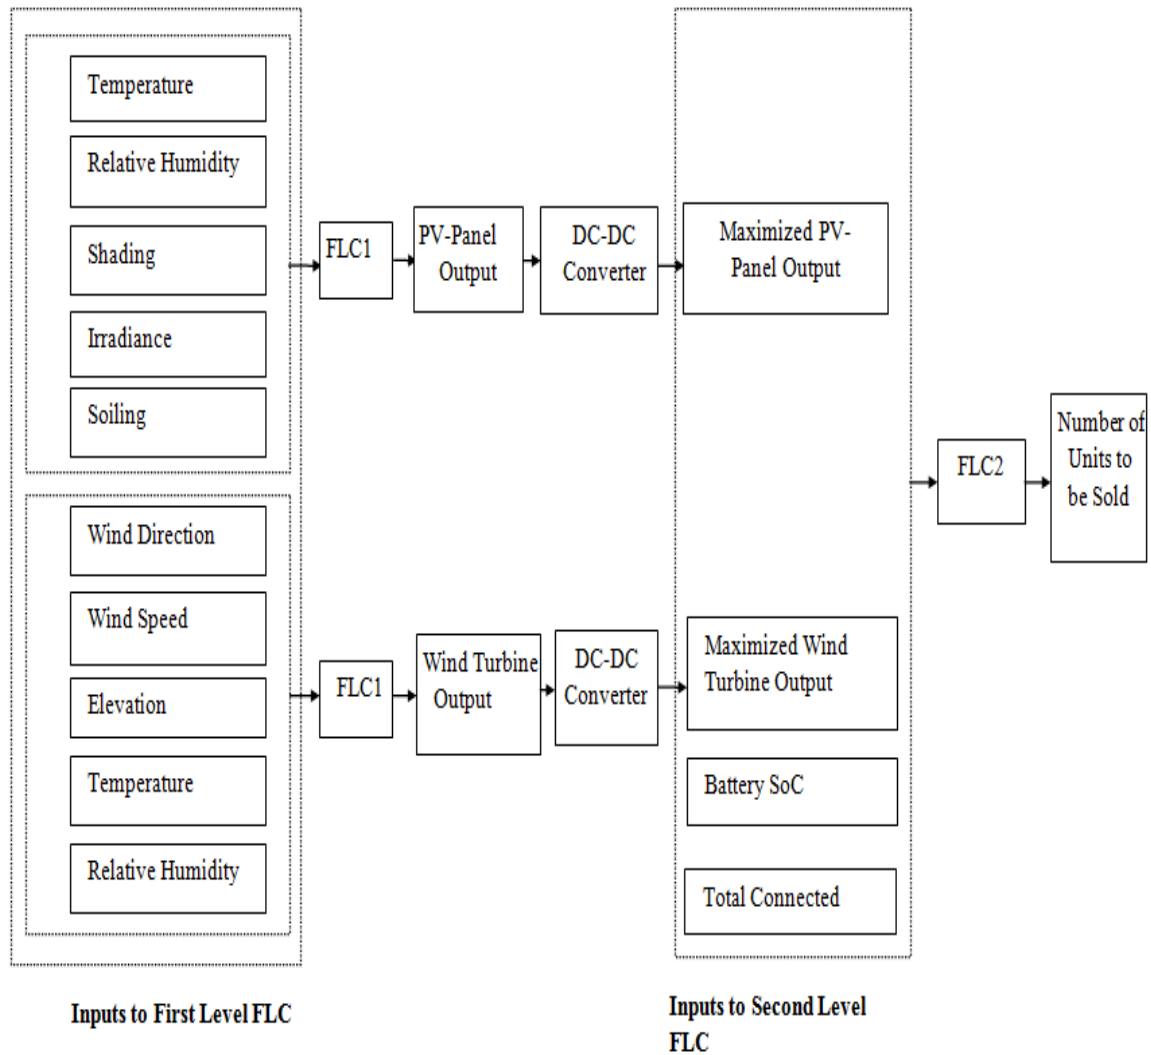 Temperature
Relative Humidity
Shading
Irradiance
Soiling
FLC1
PV-Panel
Output
DC-DC
Converter
Maximized PV-
Panel Output
Wind Direction
Wind Speed
Elevation
Temperature
Relative Humidity
FLC1
Wind Turbine
Output
DC-DC
Converter
Maximized Wind
Turbine Output
Battery SoC
Total Connected
FLC2
Number of
Units to
be Sold
Inputs to First Level FLC
Inputs to Second Level
FLC